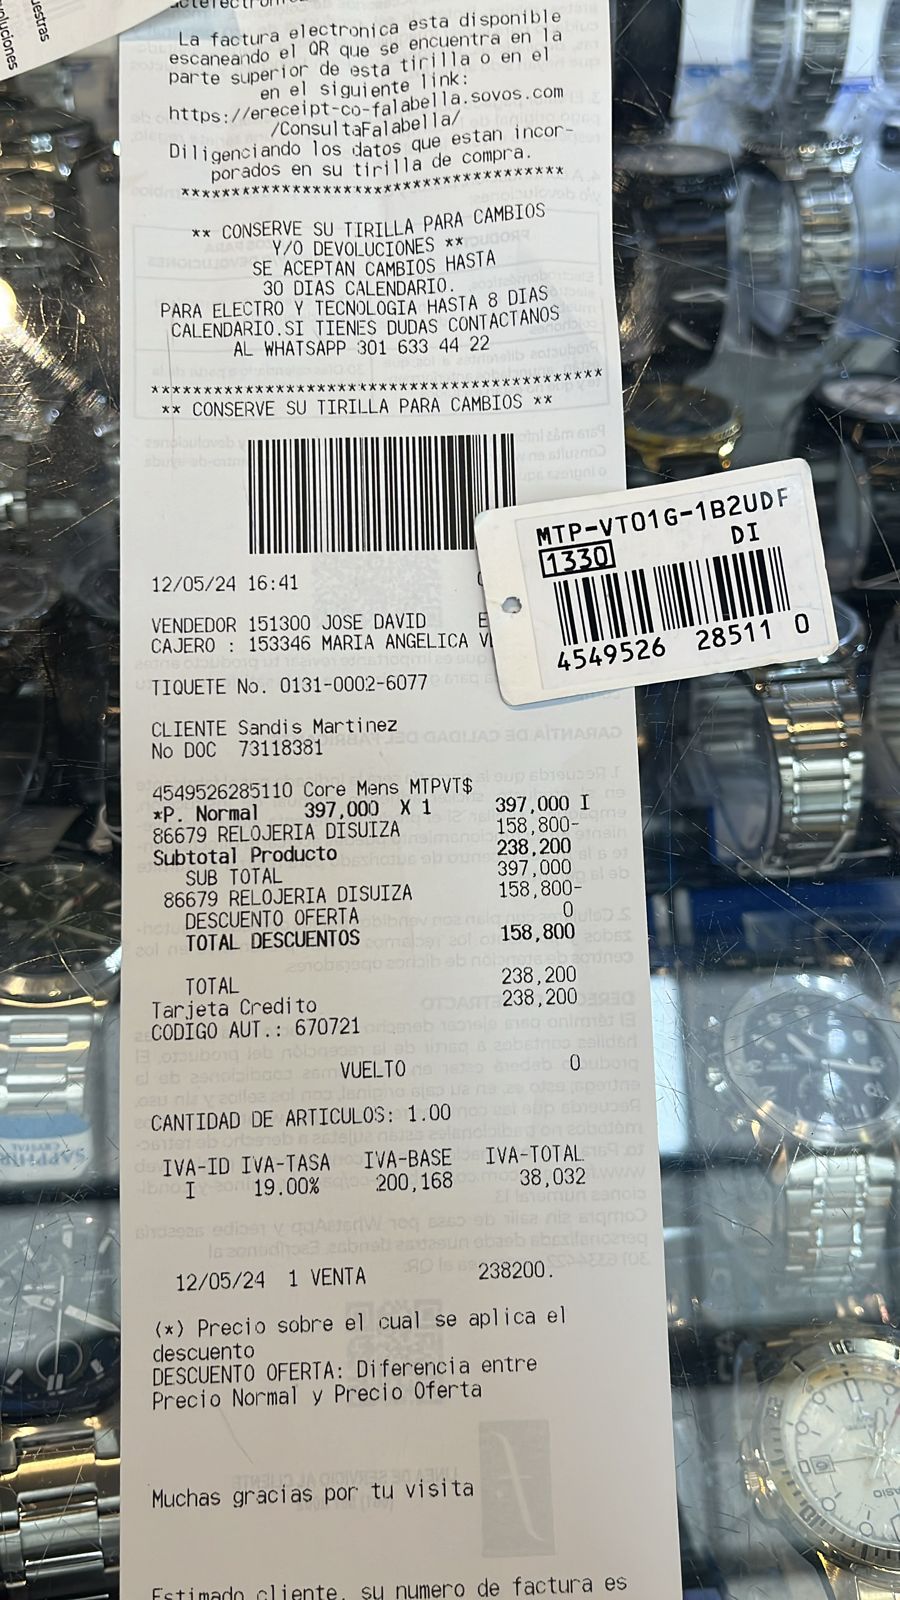 uestras
voluciones
La factura electronica esta disponible
escaneando el QR que se encuentra en la
parte superior de esta tirilla o en el
en el siguiente link:
https://ereceipt-co-falabella.sovos.com
/ConsultaFalabella/
Diligenciando los datos que estan incor-
porados en su tirilla de compra.
************************************
** CONSERVE SU TIRILLA PARA CAMBIOS
Y/O DEVOLUCIONES **
SE ACEPTAN CAMBIOS HASTA
30 DIAS CALENDARIO.
PARA ELECTRO Y TECNOLOGIA HASTA 8 DIAS
CALENDARIO.SI TIENES DUDAS CONTACTANOS
AL WHATSAPP 301 633 44 22
******************************************
** CONSERVE SU TIRILLA PARA CAMBIOS **
MTP-VT01G-1B2UDF
1330 DI
4549526 28511 0
12/05/24 16:41
VENDEDOR 151300 JOSE DAVID E
CAJERO : 153346 MARIA ANGELICA
TIQUETE No. 0131-0002-6077
CLIENTE Sandis Martinez
No DOC 73118381
4549526285110 Core Mens MTPVT$
*P. Normal 397,000 X 1 397,000 I
86679 RELOJERIA DISUIZA 158,800-
Subtotal Producto 238,200
SUB TOTAL 397,000
86679 RELOJERIA DISUIZA 158,800-
DESCUENTO OFERTA 0
TOTAL DESCUENTOS 158,800
TOTAL 238,200
Tarjeta Credito 238,200
CODIGO AUT.: 670721
VUELTO 0
CANTIDAD DE ARTICULOS: 1.00
IVA-ID IVA-TASA IVA-BASE IVA-TOTAL
I 19.00% 200,168 38,032
12/05/24 1 VENTA 238200.
(*) Precio sobre el cual se aplica el
descuento
DESCUENTO OFERTA: Diferencia entre
Precio Normal y Precio Oferta
Muchas gracias por tu visita
Estimado cliente, su numero de factura es
CASIO